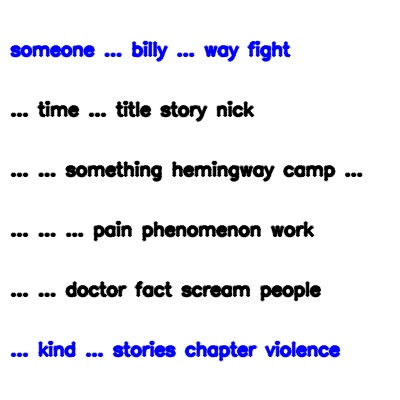 someone ... billy ... way fight
... time ... title story nick
... ... something hemingway camp ...
... ... ... pain phenomenon work
... ... doctor fact scream people
... kind ... stories chapter violence